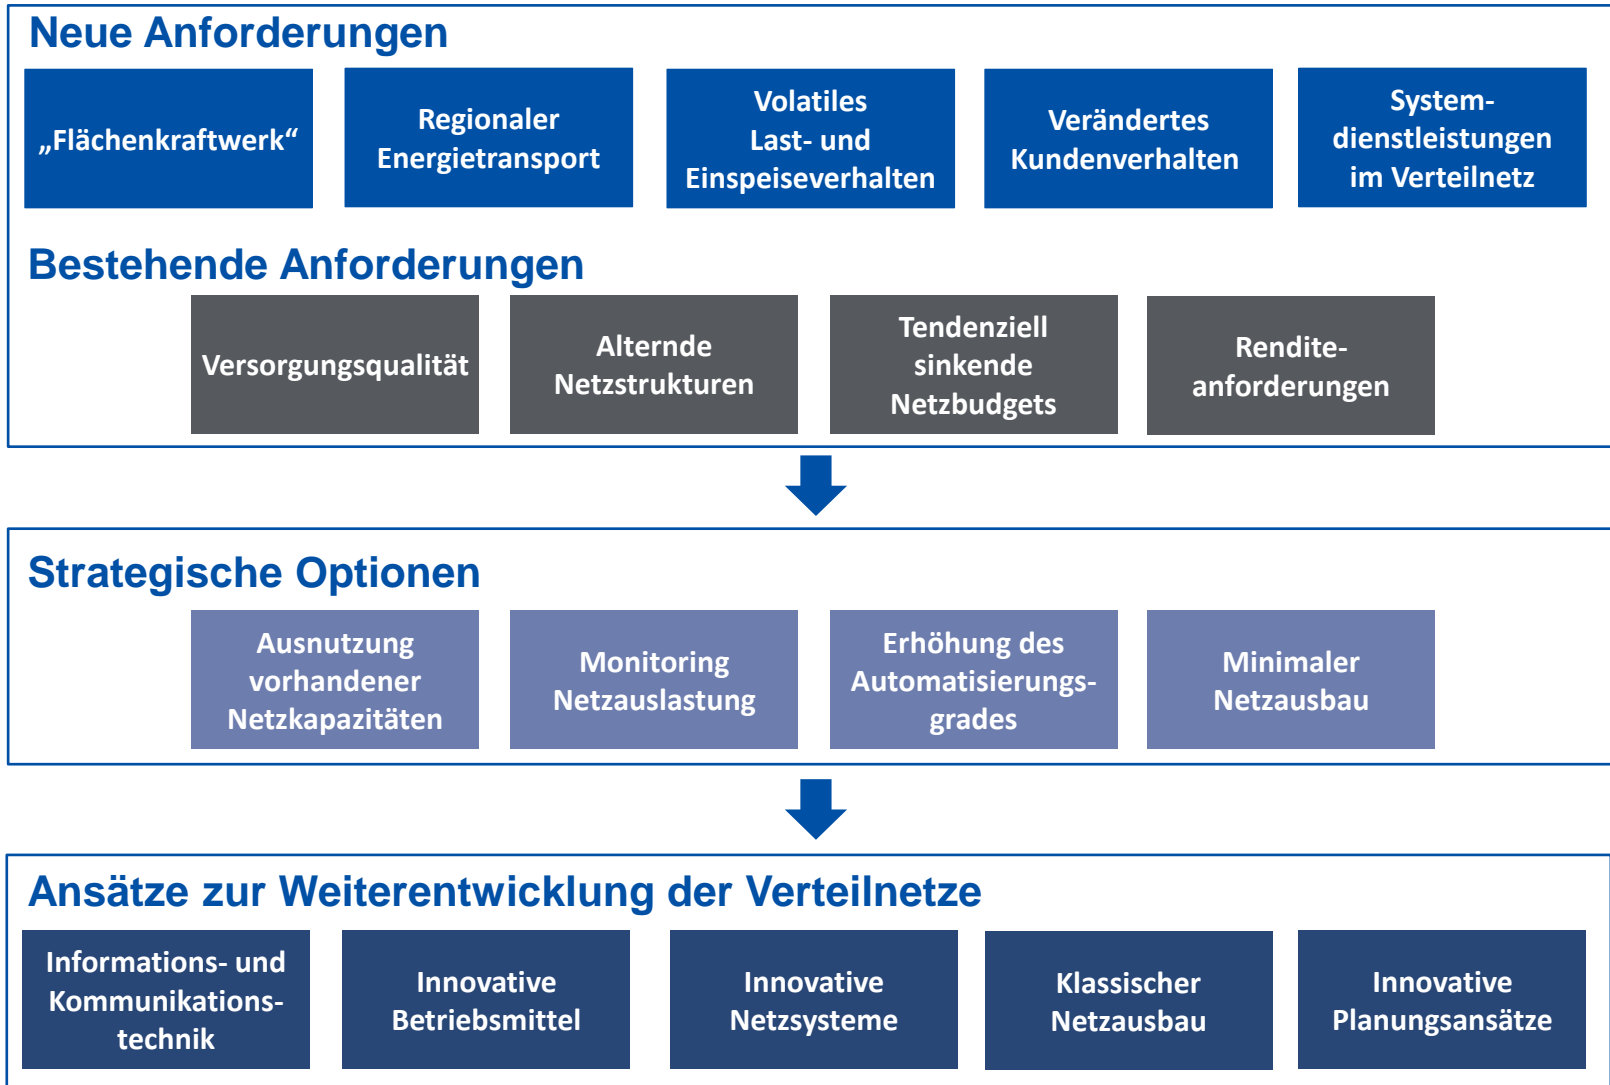 Neue Anforderungen
„Flächenkraftwerk“
Regionaler
Energietransport
Volatiles
Last- und
Einspeiseverhalten
Verändertes
Kundenverhalten
System-
dienstleistungen
im Verteilnetz
Bestehende Anforderungen
Versorgungsqualität
Alternde
Netzstrukturen
Tendenziell
sinkende
Netzbudgets
Rendite-
anforderungen
Strategische Optionen
Ausnutzung
vorhandener
Netzkapazitäten
Monitoring
Netzauslastung
Erhöhung des
Automatisierungs-
grades
Minimaler
Netzausbau
Ansätze zur Weiterentwicklung der Verteilnetze
Informations- und
Kommunikations-
technik
Innovative
Betriebsmittel
Innovative
Netzsysteme
Klassischer
Netzausbau
Innovative
Planungsansätze